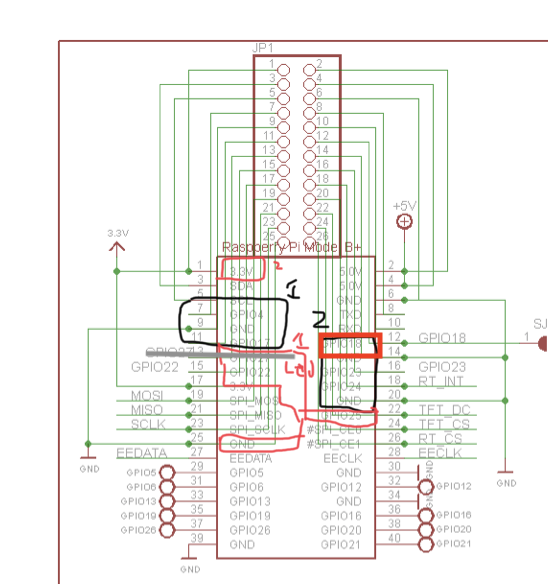 JP1
1 2
3 4
5 6
7 8
9 10
11 12
13 14
15 16
17 18
19 20
21 22
23 24
25 26
+5V
3.3V
Raspberry Pi Model B+
1 3.3V 5.0V 2
3 SDA 5.0V 4
5 GND 6
7 GPIO4 TXD 8
9 GND RXD 10
1
2
2
GPIO17 GPIO18 12 GPIO18
1 SJ
GPIO27 GND 14
1
LED
GPIO22 15 GPIO22 GPIO23 16 GPIO23
17 3.3V GPIO24 18 RT_INT
MOSI 19 SPI_MOSI GND 20
MISO 21 SPI_MISO GPIO25 22 TFT_DC
SCLK 23 SPI_SCLK #SPI_CE0 24 TFT_CS
25 GND #SPI_CE1 26 RT_CS
EEDATA 27 EEDATA EECLK 28 EECLK
GND
GND
GPIO5 29 GPIO5 GND 30 GND
GPIO6 31 GPIO6 GPIO12 32 GPIO12
GPIO13 33 GPIO13 GND 34 GND
GPIO19 35 GPIO19 GPIO16 36 GPIO16
GPIO26 37 GPIO26 GPIO20 38 GPIO20
39 GND GPIO21 40 GPIO21
GND